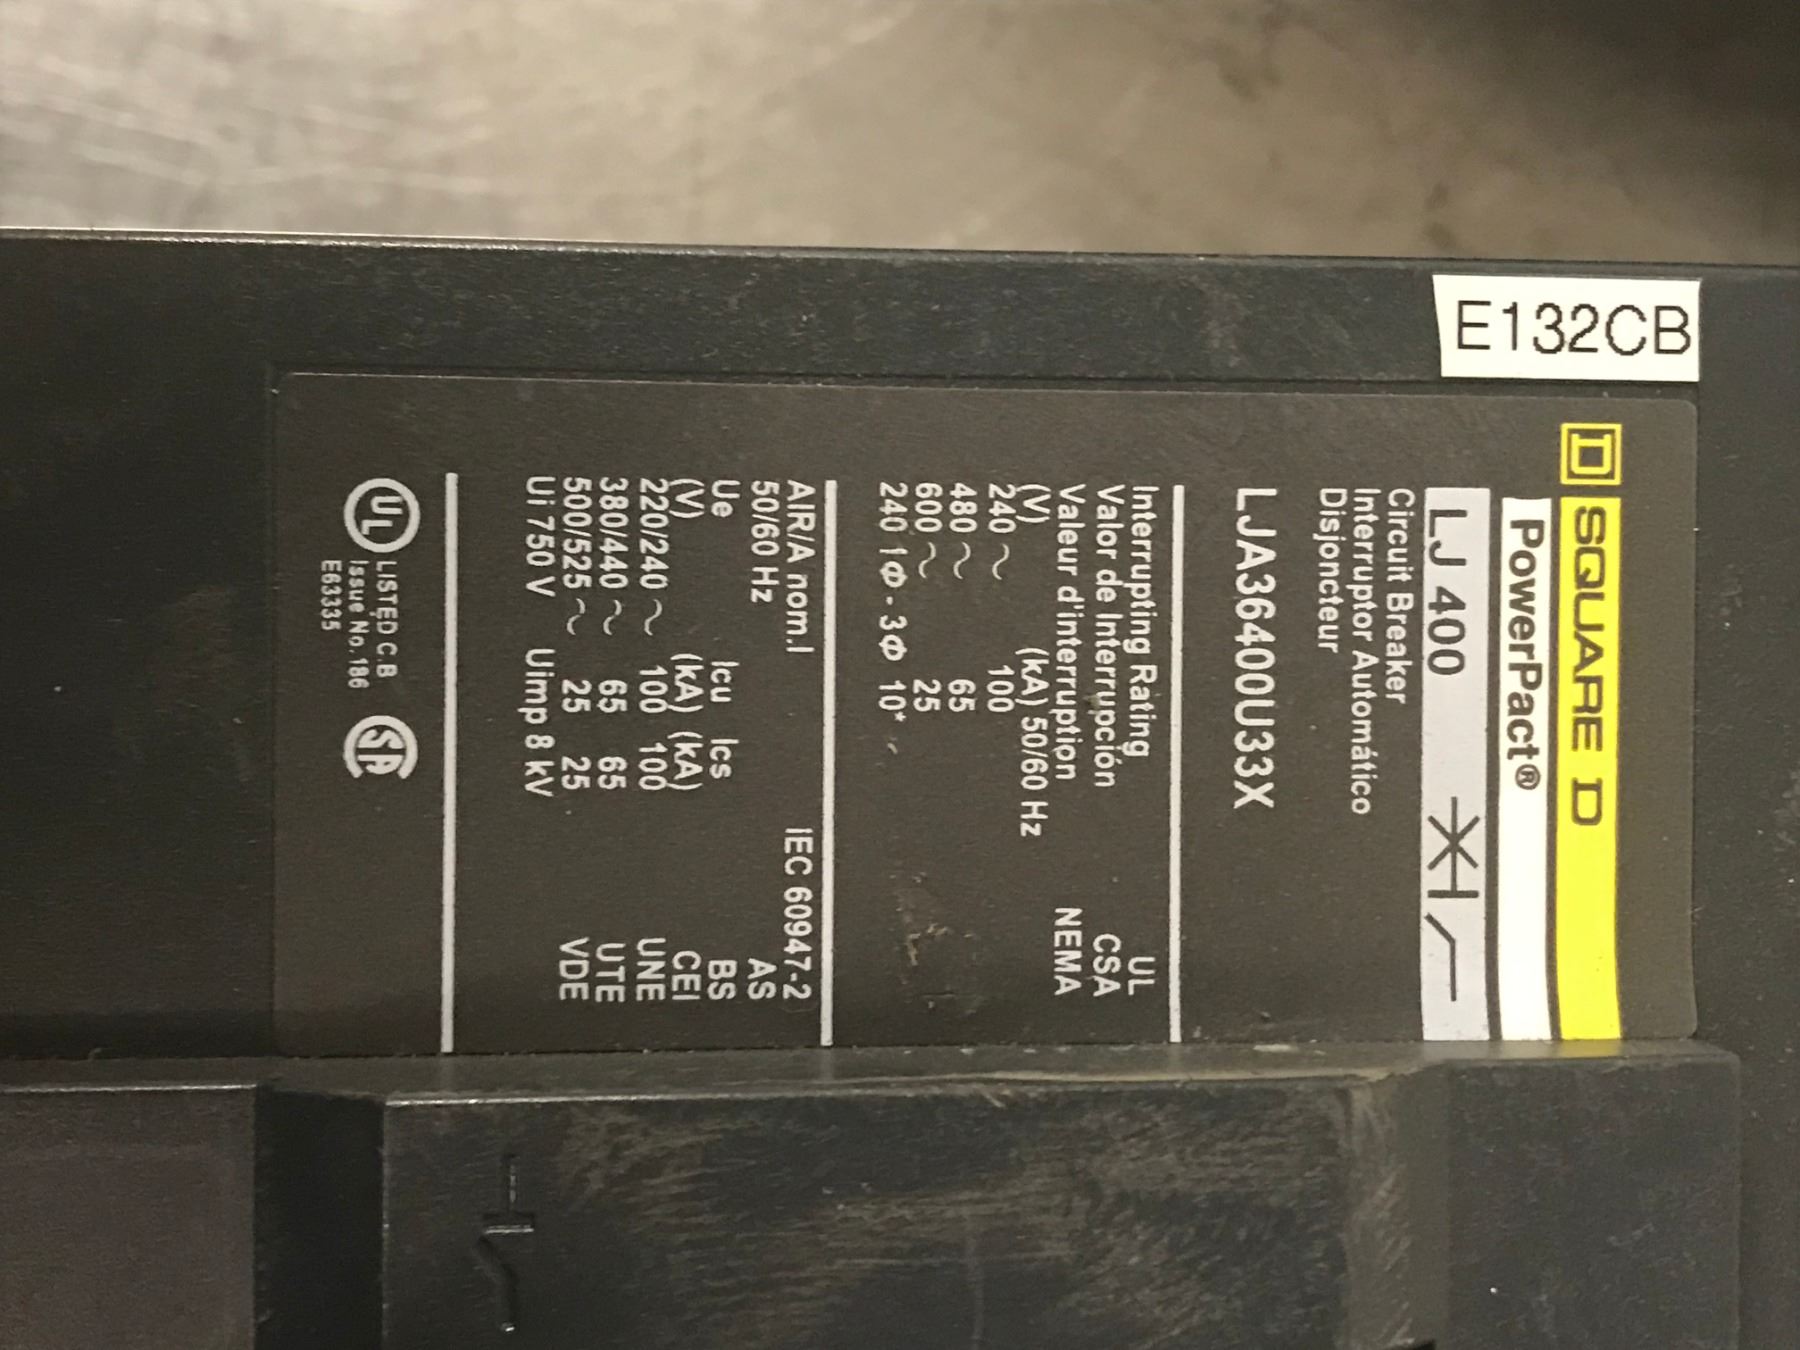 E132CB
SQUARE D
PowerPact®
LJ 400
Circuit Breaker
Interruptor Automático
Disjoncteur
LJA36400U33X
Interrupting Rating UL
Valor de Interrupción CSA
Valeur d'interruption NEMA
(V) (kA) 50/60 Hz
240 ~ 100
480 ~ 65
600 ~ 25
240 1Φ - 3Φ 10*
AIR/A nom.l IEC 60947-2
50/60 Hz AS
Ue Icu Ics BS
(V) (kA) (kA) CEI
220/240 ~ 100 100 UNE
380/440 ~ 65 65 UTE
500/525 ~ 25 25 VDE
Ui 750 V Uimp 8 kV
UL LISTED C.B SA
Issue No.186
E63335